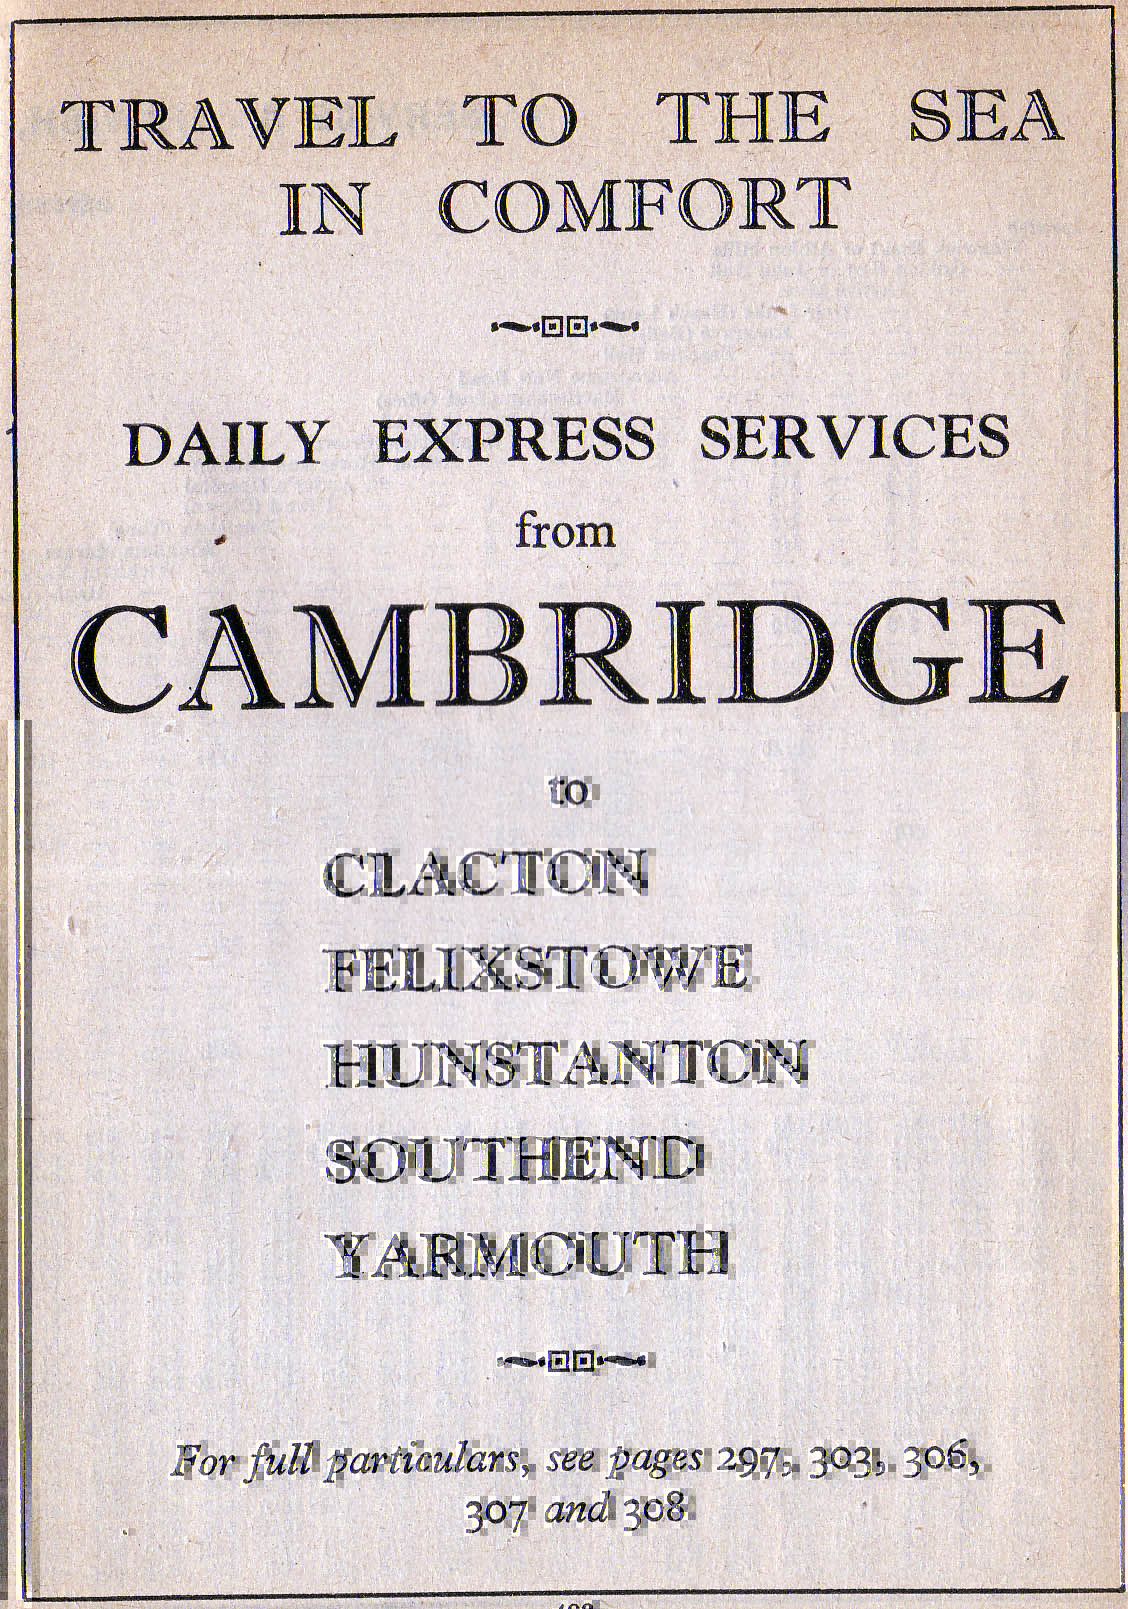 TRAVEL TO THE SEA
IN COMFORT
DAILY EXPRESS SERVICES
from
CAMBRIDGE
to
CLACTON
FELIXSTOWE
HUNSTANTON
SOUTHEND
YARMOUTH
For full particulars, see pages 297, 303, 306,
307 and 308